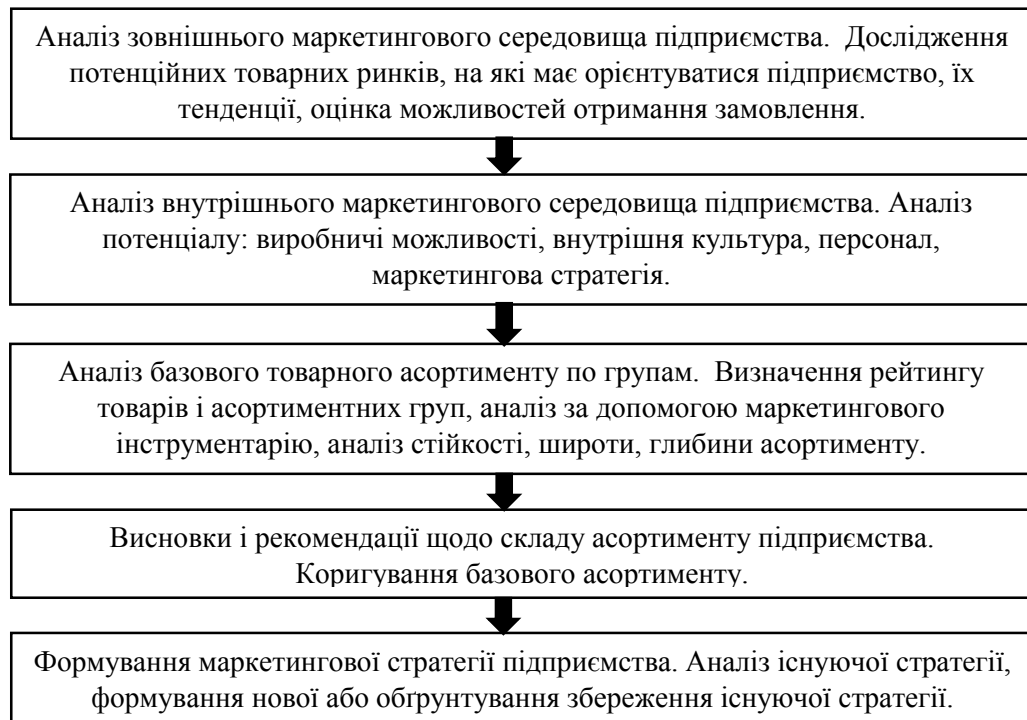 Аналіз зовнішнього маркетингового середовища підприємства. Дослідження
потенційних товарних ринків, на які має орієнтуватися підприємство, їх
тенденції, оцінка можливостей отримання замовлення.
Аналіз внутрішнього маркетингового середовища підприємства. Аналіз
потенціалу: виробничі можливості, внутрішня культура, персонал,
маркетингова стратегія.
Аналіз базового товарного асортименту по групам. Визначення рейтингу
товарів і асортиментних груп, аналіз за допомогою маркетингового
інструментарію, аналіз стійкості, широти, глибини асортименту.
Висновки і рекомендації щодо складу асортименту підприємства.
Коригування базового асортименту.
Формування маркетингової стратегії підприємства. Аналіз існуючої стратегії,
формування нової або обґрунтування збереження існуючої стратегії.